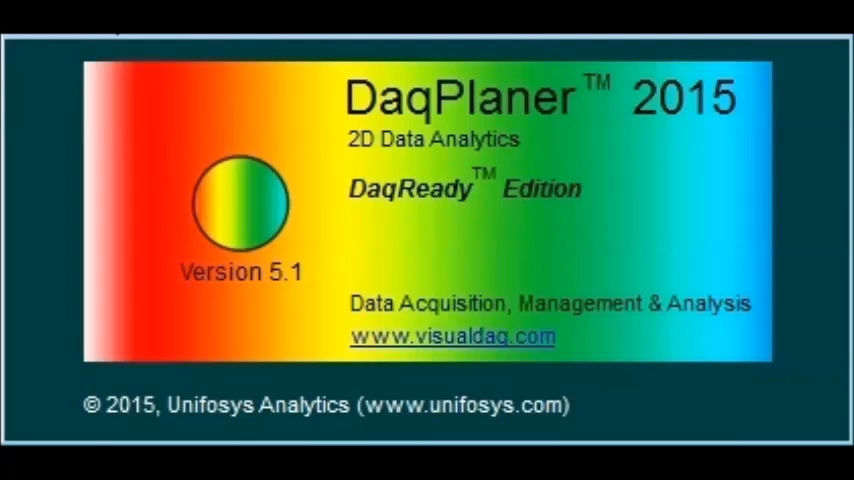 DaqPlaner™ 2015
2D Data Analytics
DaqReady™ Edition
Version 5.1
Data Acquisition, Management & Analysis
www.visualdaq.com
© 2015, Unifosys Analytics (www.unifosys.com)